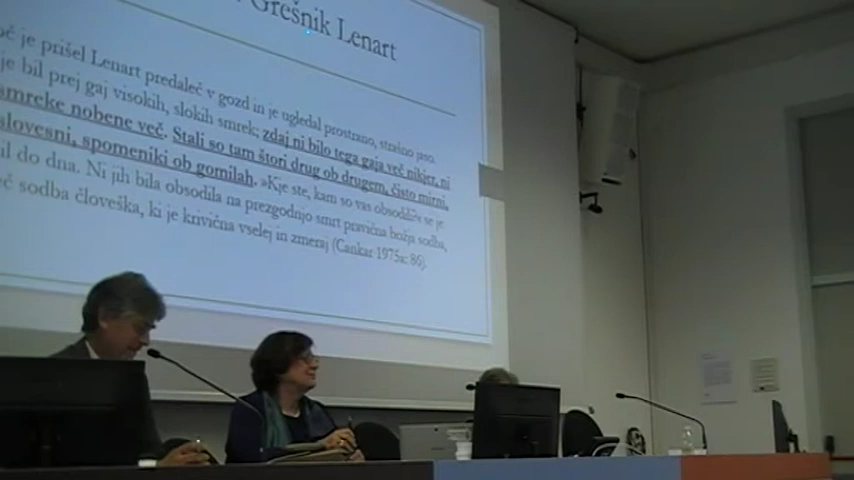 Grešnik Lenart
je prišel Lenart predaleč v gozd in je ugledal prostrano, strašno
je bil prej gaj visokih, slokih smrek; zdaj ni bilo tega gaja več nikjer, ni
smreke nobene več. Stali so tam štori drug ob drugem, čisto mirni,
slovesni, spomeniki ob gomilah. »Kje ste, kam so vas obsodili« se je
do dna. Ni jih bila obsodila na prezgodnjo smrt pravična božja sodba,
sodba človeška, ki je krivična vselej in zmeraj (Cankar 1975a: 86).